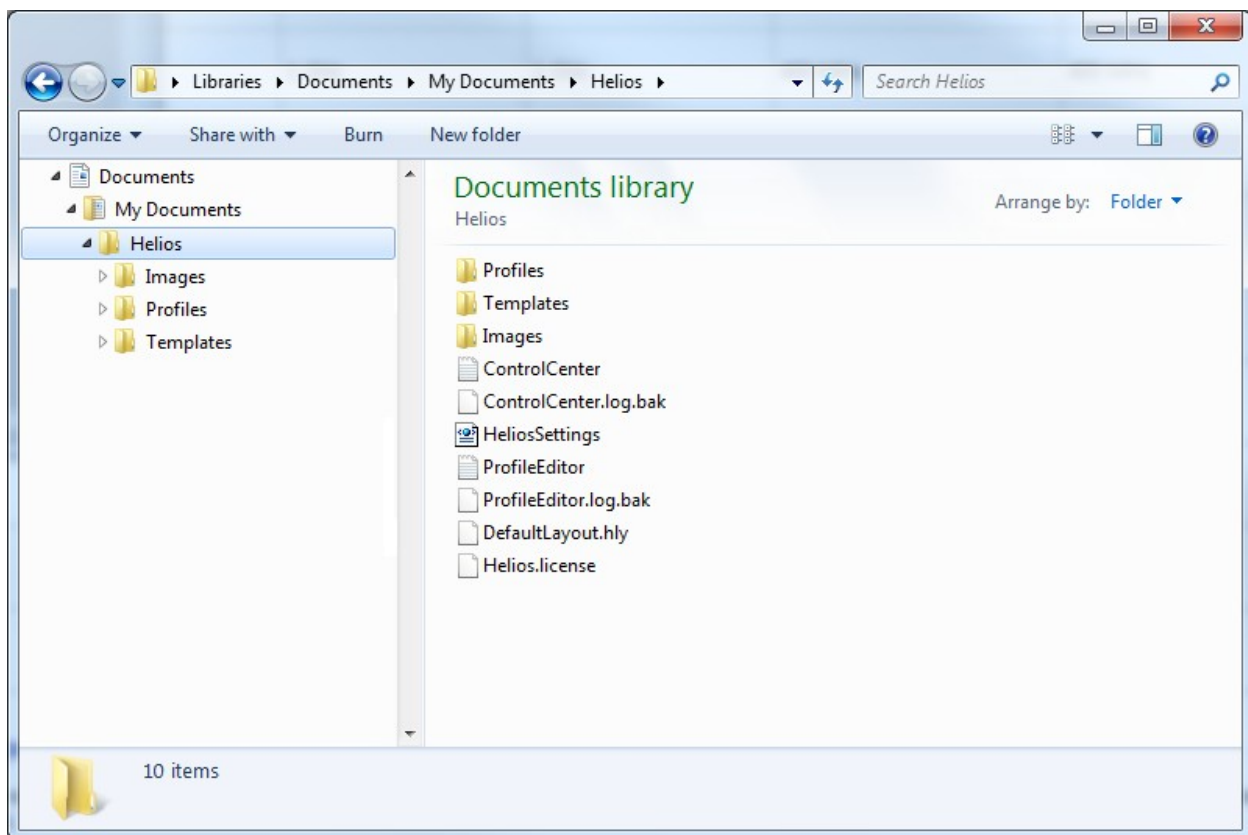 Libraries Documents My Documents Helios
Search Helios
Organize Share with Burn New folder
Documents
My Documents
Helios
Images
Profiles
Templates
Documents library
Helios
Arrange by: Folder
Profiles
Templates
Images
ControlCenter
ControlCenter.log.bak
HeliosSettings
ProfileEditor
ProfileEditor.log.bak
DefaultLayout.hly
Helios.license
10 items